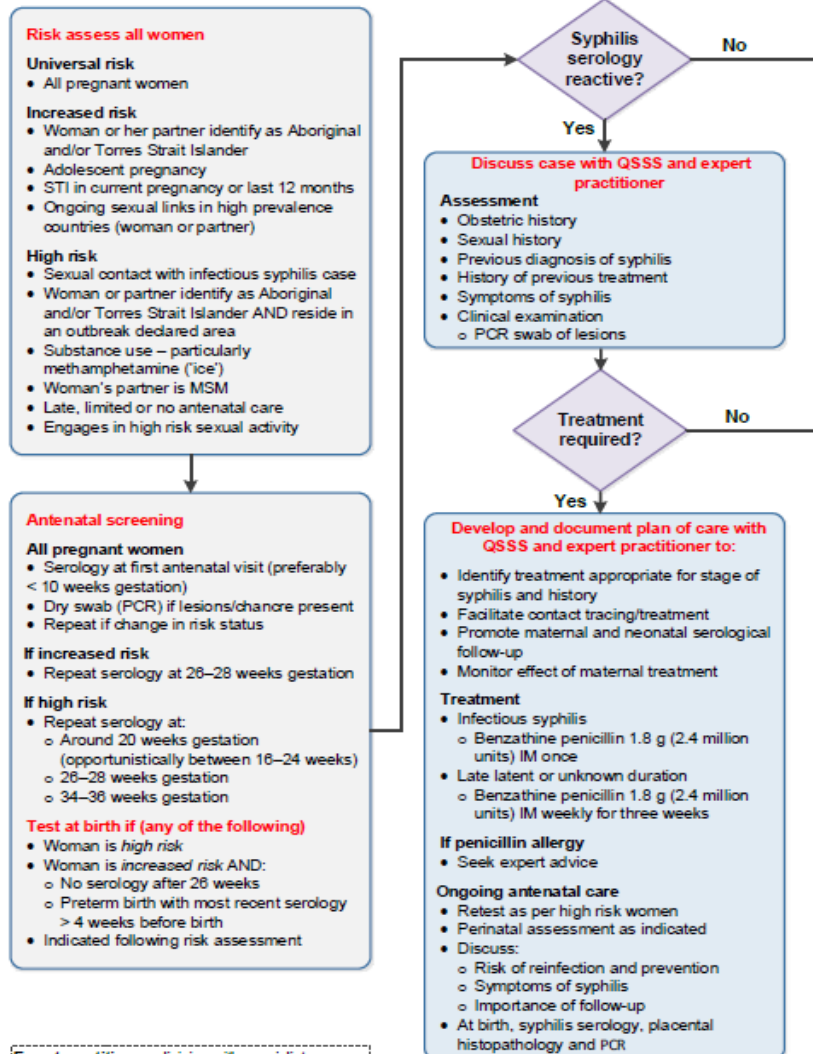 Risk assess all women
Universal risk
• All pregnant women
Increased risk
• Woman or her partner identify as Aboriginal
and/or Torres Strait Islander
• Adolescent pregnancy
• STI in current pregnancy or last 12 months
• Ongoing sexual links in high prevalence
countries (woman or partner)
High risk
• Sexual contact with infectious syphilis case
• Woman or partner identify as Aboriginal
and/or Torres Strait Islander AND reside in
an outbreak declared area
• Substance use – particularly
methamphetamine ('ice')
• Woman's partner is MSM
• Late, limited or no antenatal care
• Engages in high risk sexual activity
Antenatal screening
All pregnant women
• Serology at first antenatal visit (preferably
< 10 weeks gestation)
• Dry swab (PCR) if lesions/chancre present
• Repeat if change in risk status
If increased risk
• Repeat serology at 26–28 weeks gestation
If high risk
• Repeat serology at:
o Around 20 weeks gestation
(opportunistically between 16–24 weeks)
o 26–28 weeks gestation
o 34–36 weeks gestation
Test at birth if (any of the following)
• Woman is high risk
• Woman is increased risk AND:
o No serology after 26 weeks
o Preterm birth with most recent serology
> 4 weeks before birth
• Indicated following risk assessment
Syphilis
serology
reactive?
No
Yes
Discuss case with QSSS and expert
practitioner
Assessment
• Obstetric history
• Sexual history
• Previous diagnosis of syphilis
• History of previous treatment
• Symptoms of syphilis
• Clinical examination
o PCR swab of lesions
Treatment
required?
No
Yes
Develop and document plan of care with
QSSS and expert practitioner to:
• Identify treatment appropriate for stage of
syphilis and history
• Facilitate contact tracing/treatment
• Promote maternal and neonatal serological
follow-up
• Monitor effect of maternal treatment
Treatment
• Infectious syphilis
o Benzathine penicillin 1.8 g (2.4 million
units) IM once
• Late latent or unknown duration
o Benzathine penicillin 1.8 g (2.4 million
units) IM weekly for three weeks
If penicillin allergy
• Seek expert advice
Ongoing antenatal care
• Retest as per high risk women
• Perinatal assessment as indicated
• Discuss:
o Risk of reinfection and prevention
o Symptoms of syphilis
o Importance of follow-up
• At birth, syphilis serology, placental
histopathology and PCR